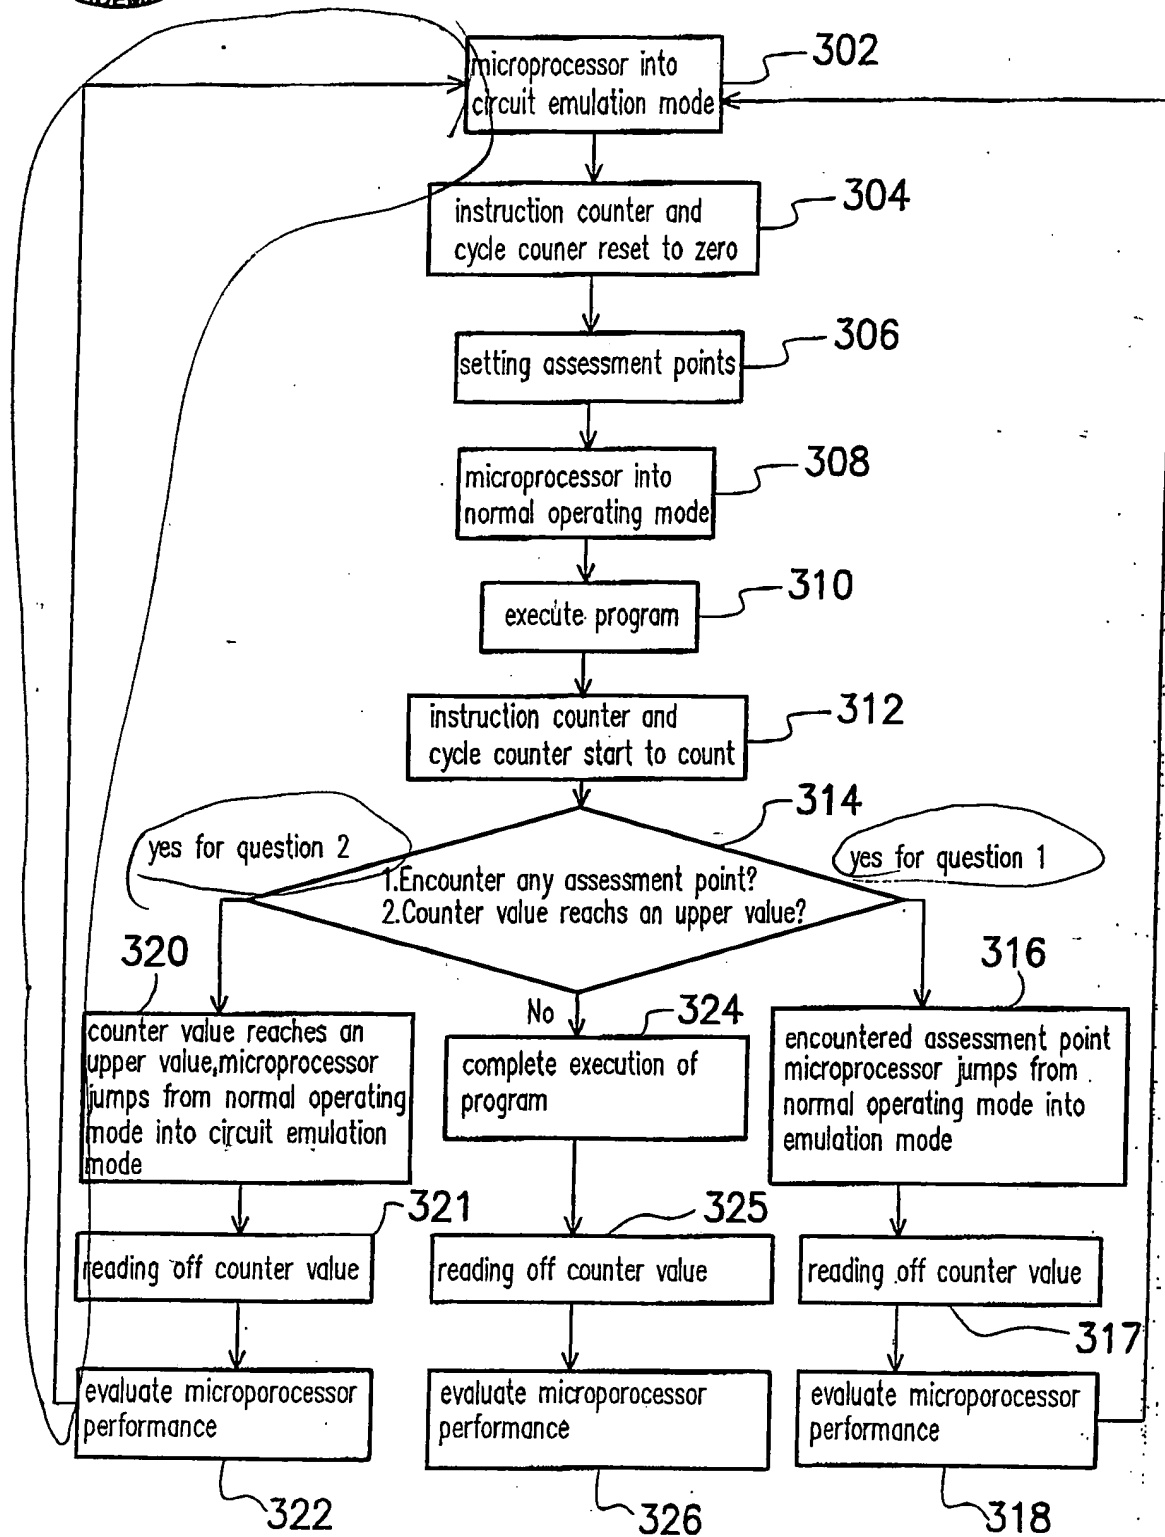 microprocessor into
circuit emulation mode
302
instruction counter and
cycle couner reset to zero
304
setting assessment points
306
microprocessor into
normal operating mode
308
execute program
310
instruction counter and
cycle counter start to count
312
314
yes for question 2
yes for question 1
1.Encounter any assessment point?
2.Counter value reachs an upper value?
320
counter value reaches an
upper value,microprocessor
jumps from normal operating
mode into circuit emulation
mode
No
324
complete execution of
program
316
encountered assessment point
microprocessor jumps from
normal operating mode into
emulation mode
321
reading off counter value
325
reading off counter value
reading off counter value
317
evaluate microporocessor
performance
322
evaluate microporocessor
performance
326
evaluate microporocessor
performance
318